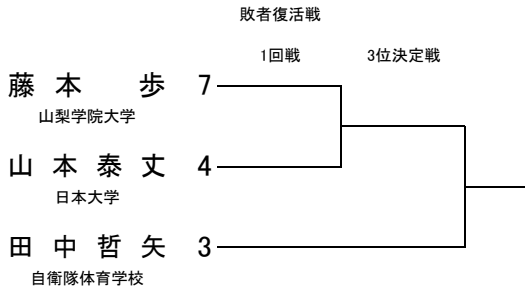 敗者復活戦
1回戦 3位決定戦
藤本 歩 7
山梨学院大学
山本泰丈 4
日本大学
田中哲矢 3
自衛隊体育学校